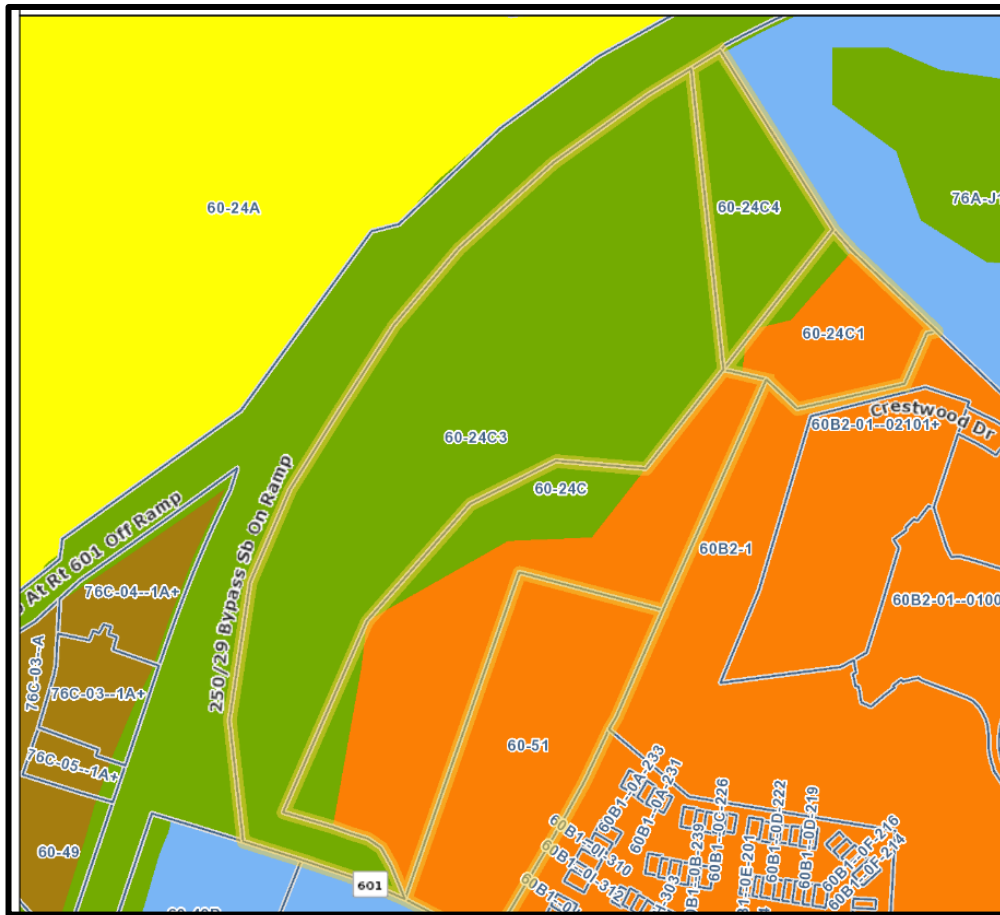 60-24A
60-24C4
76A-J1
60-24C1
Crestwood Dr
60B2-01--02101+
60-24C3
60-24C
250/29 Bypass Sb On Ramp
At Rt 601 Off Ramp
60B2-1
76C-04--1A+
60B2-01--0100
76C-03--A
76C-03--1A+
60-51
76C-05--1A+
60B1--0A-233
60B1--0A-231
60B1--0C-226
60B1--0D-222
60B1--0D-219
60B1--0F-216
60B1--0F-214
60B1--0I-310
60B1--0I-312
60B1--0B-239
60-49
601